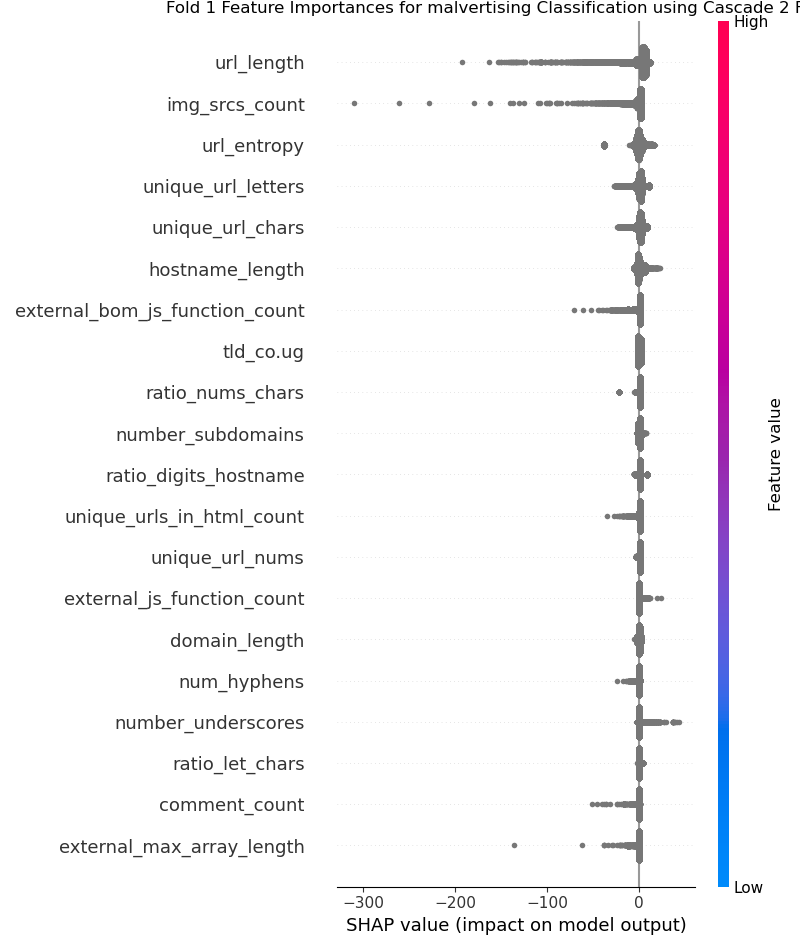 Fold 1 Feature Importances for malvertising Classification using Cascade 2 F
High
url_length
img_srcs_count
url_entropy
unique_url_letters
unique_url_chars
hostname_length
external_bom_js_function_count
tld_co.ug
ratio_nums_chars
number_subdomains
ratio_digits_hostname
unique_urls_in_html_count
unique_url_nums
external_js_function_count
domain_length
num_hyphens
number_underscores
ratio_let_chars
comment_count
external_max_array_length
Feature value
Low
−300 −200 −100 0
SHAP value (impact on model output)